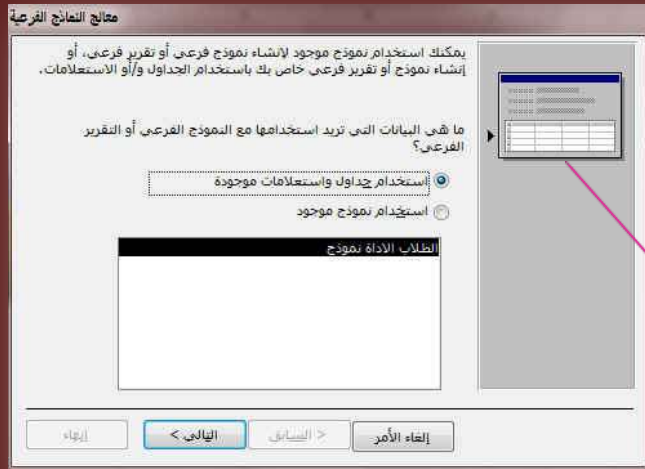 معالج النماذج الفرعية
يمكنك استخدام نموذج موجود لإنشاء نموذج فرعي أو تقرير فرعي، أو
إنشاء نموذج أو تقرير فرعي خاص بك باستخدام الجداول و/أو الاستعلامات.
ما هي البيانات التي تريد استخدامها مع النموذج الفرعي أو التقرير
الفرعي؟
استخدام جداول واستعلامات موجودة
استخدام نموذج موجود
الطلاب الاداة نموذج
إلغاء الأمر
< السابق
التالي >
إنهاء